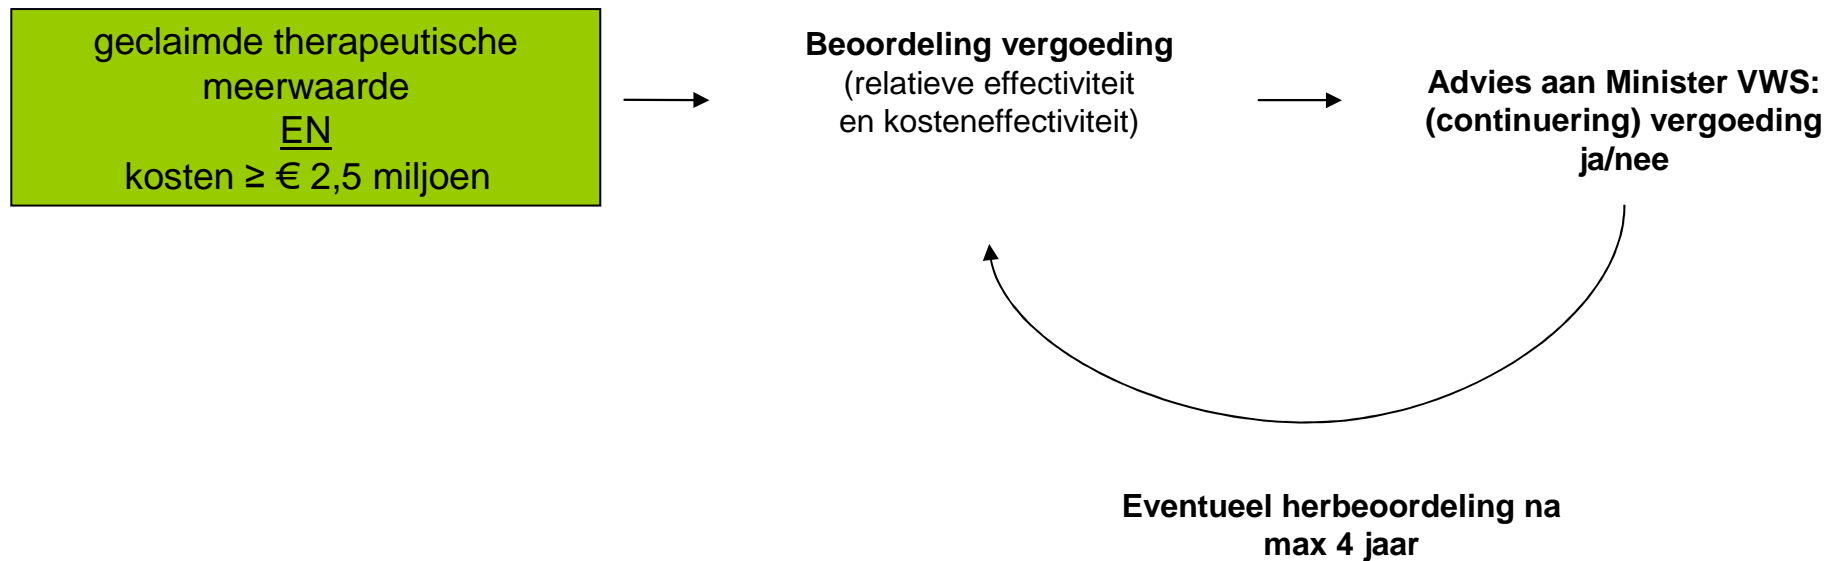 geclaimde therapeutische
meerwaarde
EN
kosten ≥ € 2,5 miljoen
Beoordeling vergoeding
(relatieve effectiviteit
en kosteneffectiviteit)
Advies aan Minister VWS:
(continuering) vergoeding
ja/nee
Eventueel herbeoordeling na
max 4 jaar